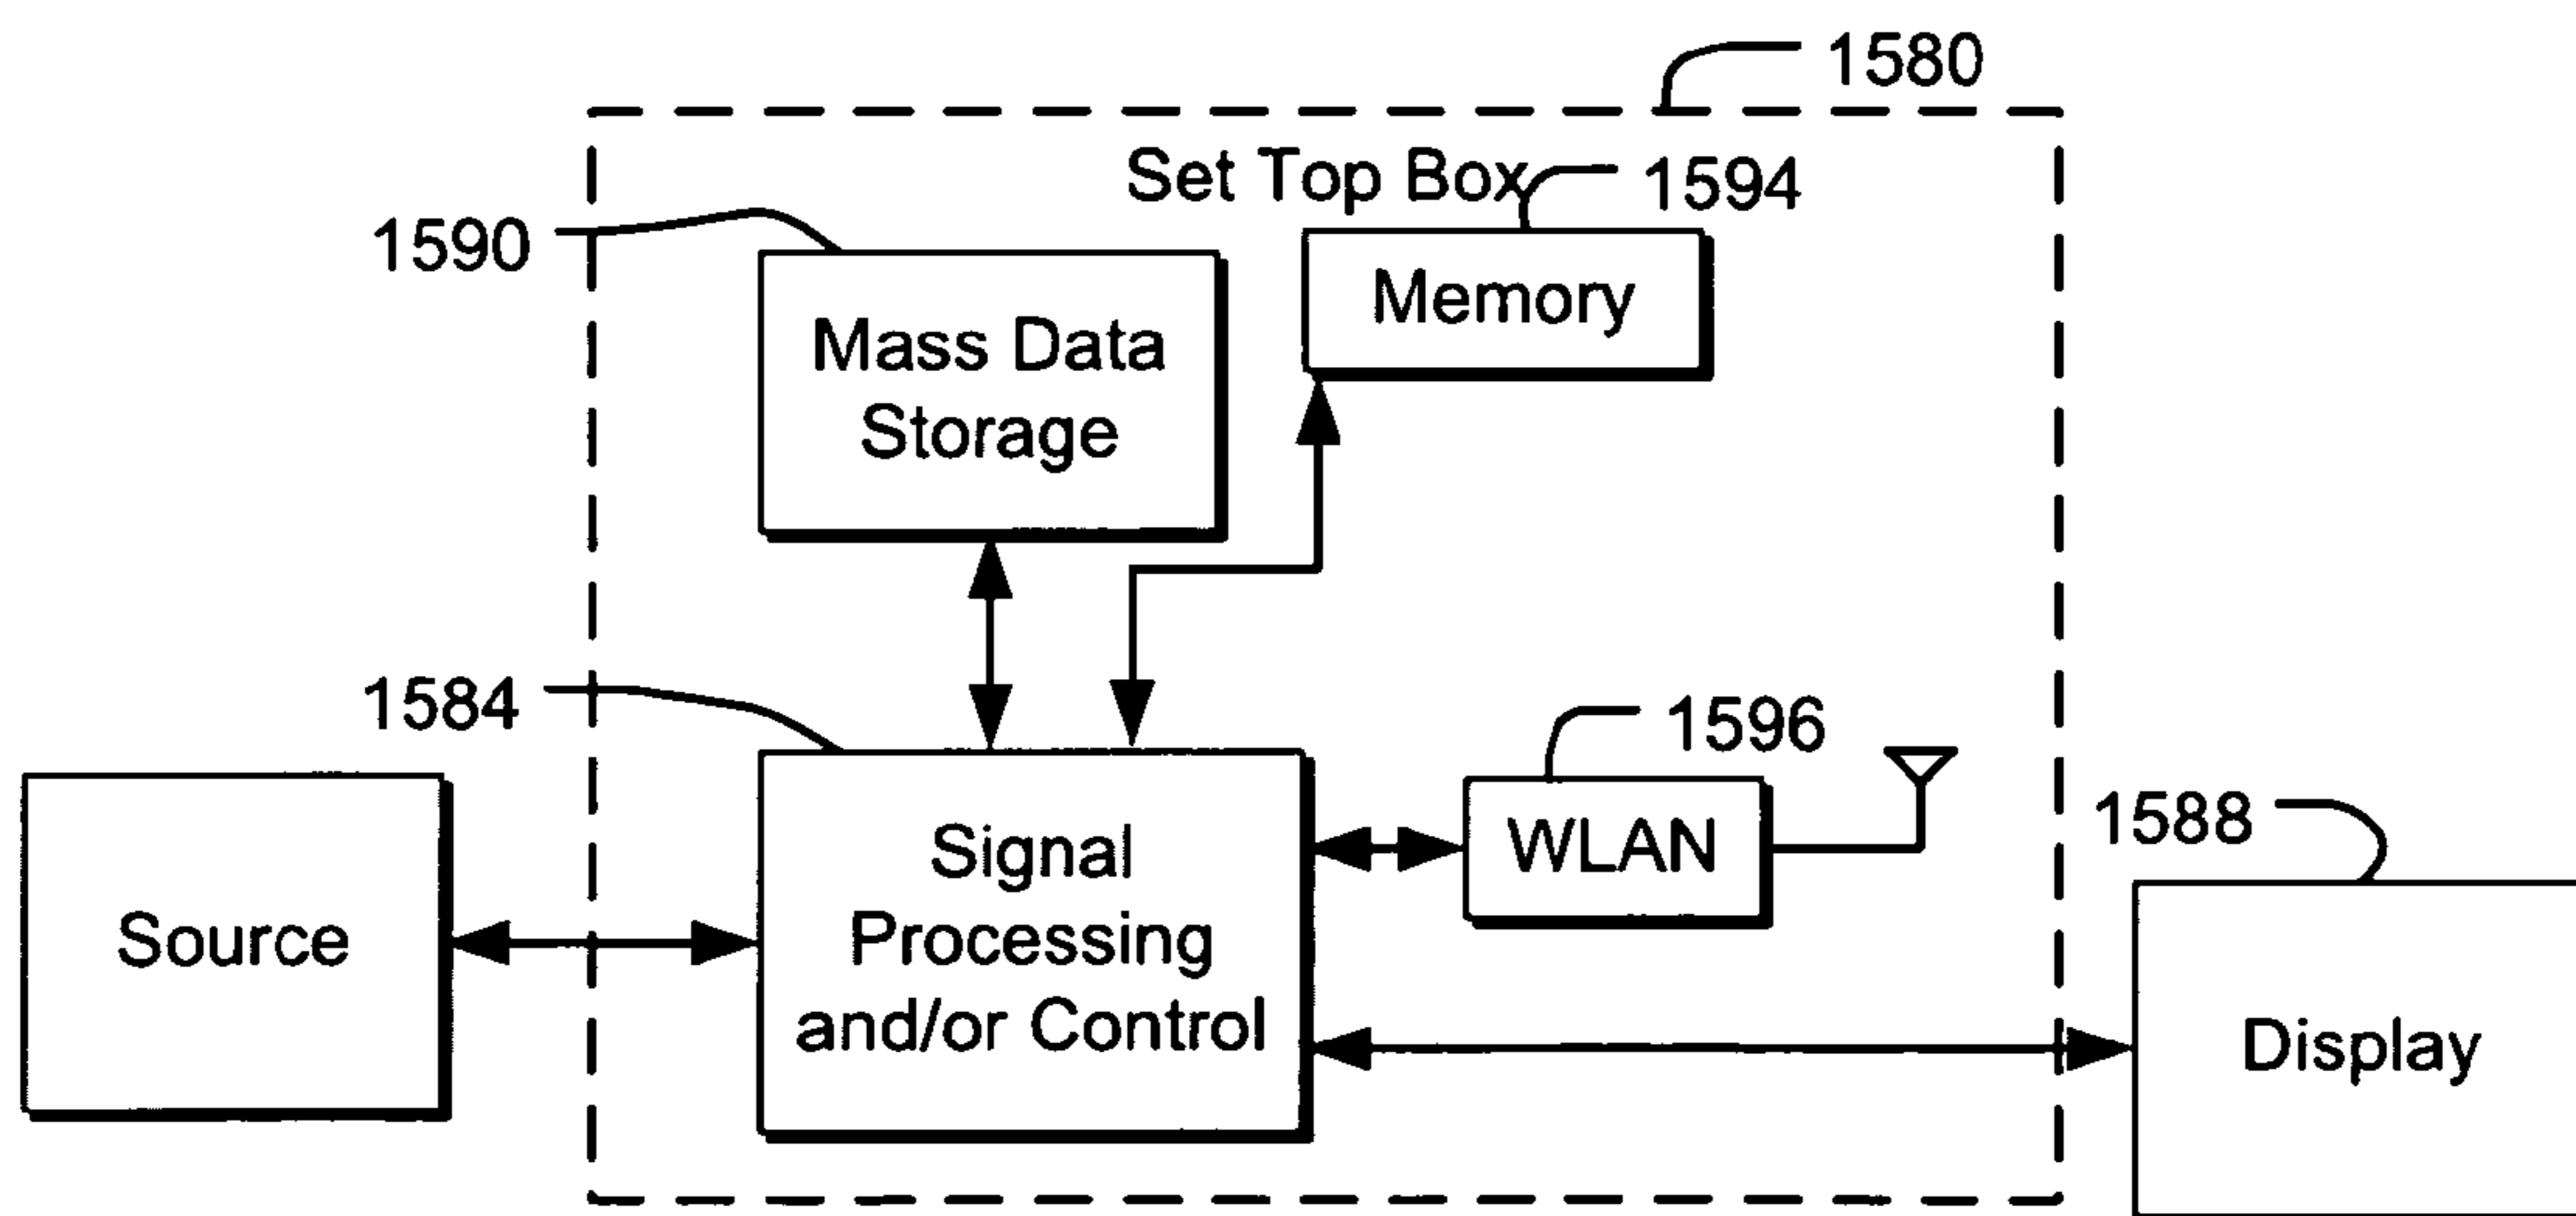 1580
Set Top Box
1594
1590
Memory
Mass Data
Storage
1584
1596
1588
Source
Signal
Processing
and/or Control
WLAN
Display